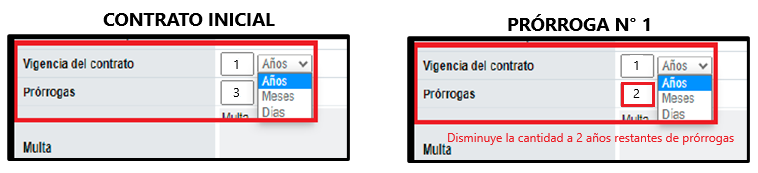 CONTRATO INICIAL
Vigencia del contrato 1 Años
Prórrogas 3 Años
Meses
Multa Días
Multa
PRÓRROGA N° 1
Vigencia del contrato 1 Años
Prórrogas 2 Años
Meses
Multa Días
Disminuye la cantidad a 2 años restantes de prórrogas
Multa